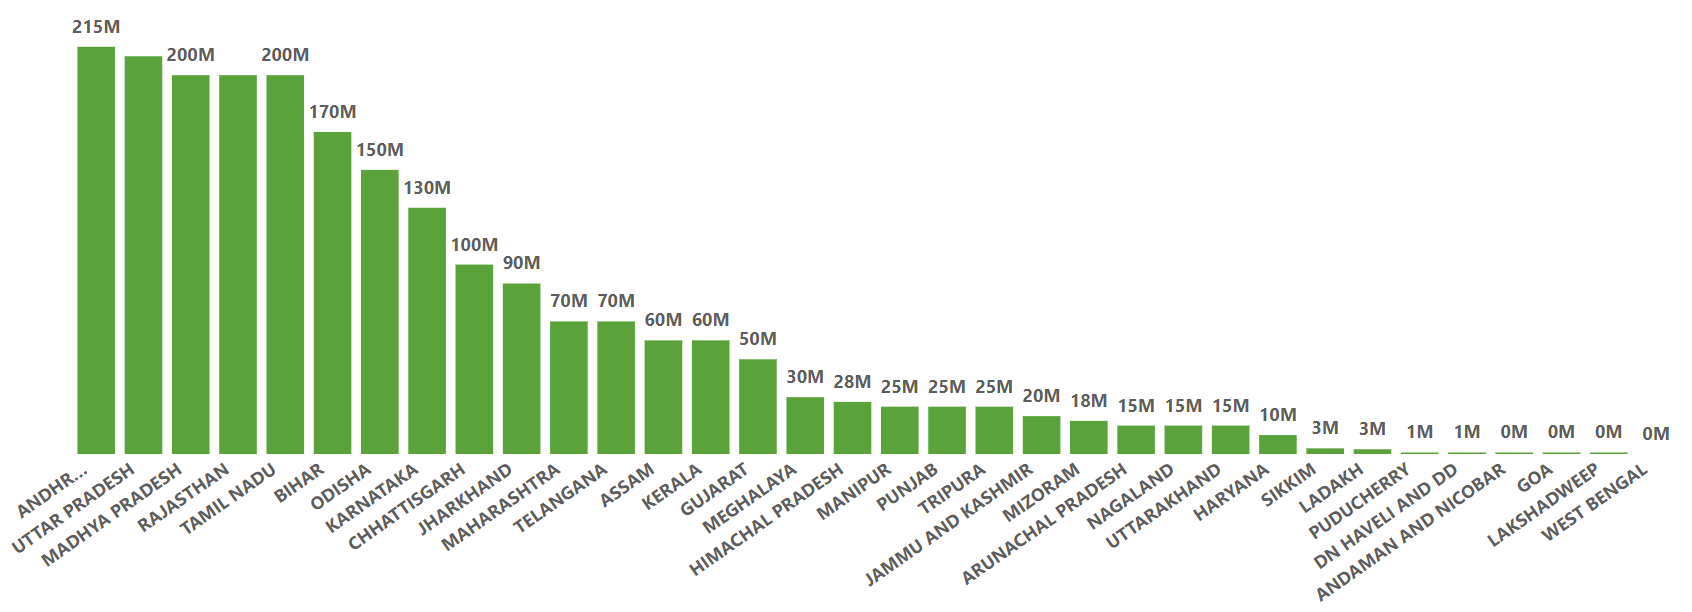 215M
200M
200M
170M
150M
130M
100M
90M
70M
70M
60M
60M
50M
30M
28M
25M
25M
25M
20M
18M
15M
15M
15M
10M
3M
3M
1M
1M
0M
0M
0M
0M
ANDHR...
UTTAR PRADESH
MADHYA PRADESH
RAJASTHAN
TAMIL NADU
BIHAR
ODISHA
KARNATAKA
CHHATTISGARH
JHARKHAND
MAHARASHTRA
TELANGANA
ASSAM
KERALA
GUJARAT
MEGHALAYA
HIMACHAL PRADESH
MANIPUR
PUNJAB
TRIPURA
JAMMU AND KASHMIR
MIZORAM
ARUNACHAL PRADESH
NAGALAND
UTTARAKHAND
HARYANA
SIKKIM
LADAKH
PUDUCHERRY
DN HAVELI AND DD
ANDAMAN AND NICOBAR
GOA
LAKSHADWEEP
WEST BENGAL